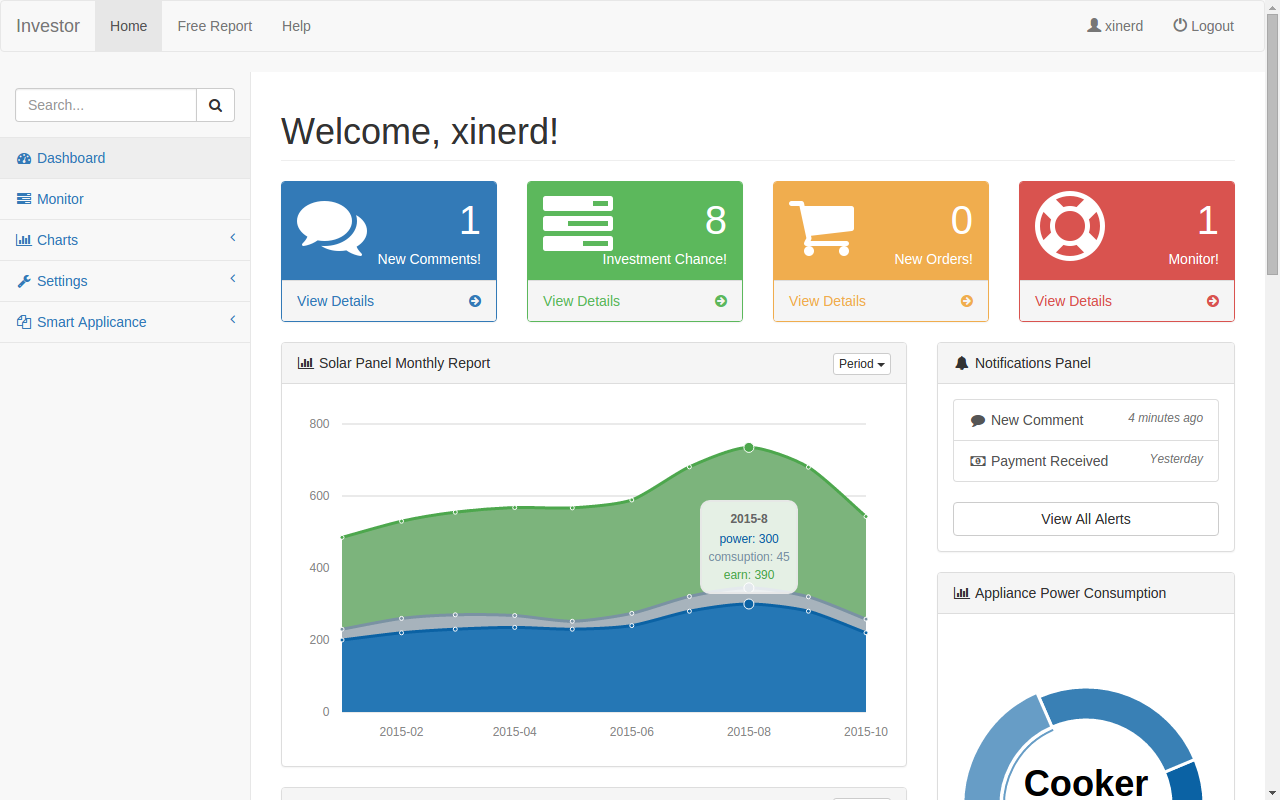 Investor Home Free Report Help xinerd Logout
Search...
Dashboard
Monitor
Charts
Settings
Smart Applicance
Welcome, xinerd!
1
New Comments!
View Details
8
Investment Chance!
View Details
0
New Orders!
View Details
1
Monitor!
View Details
Solar Panel Monthly Report Period
800
600
400
200
0
2015-02 2015-04 2015-06 2015-08 2015-10
2015-8
power: 300
comsuption: 45
earn: 390
Notifications Panel
New Comment 4 minutes ago
Payment Received Yesterday
View All Alerts
Appliance Power Consumption
Cooker